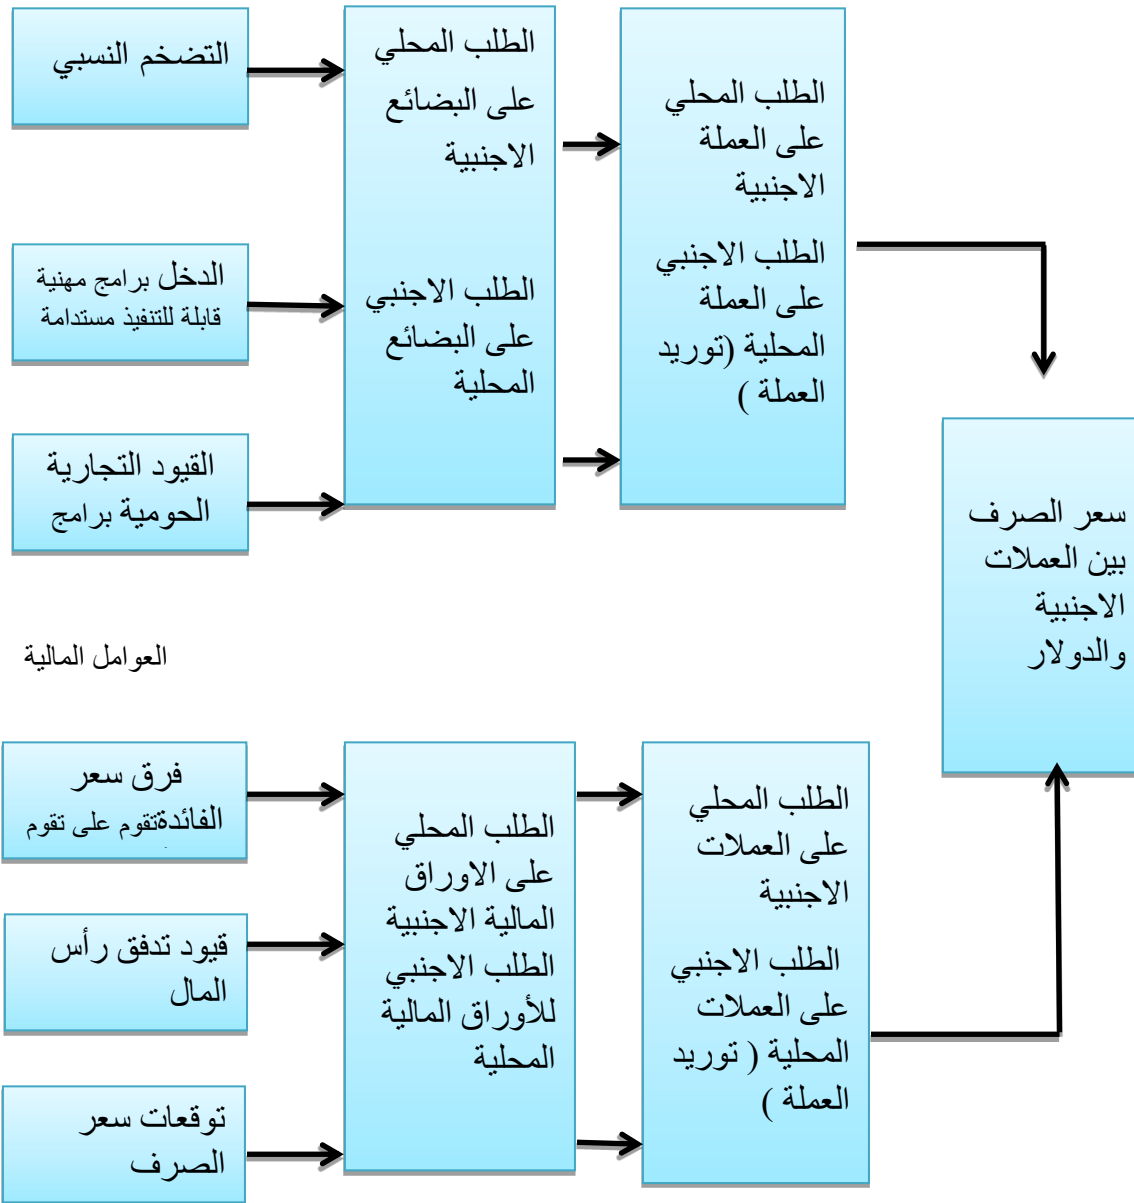 التضخم النسبي
الدخل برامج مهنية
قابلة للتنفيذ مستدامة
القيود التجارية
الحومية برامج
الطلب المحلي
على البضائع
الاجنبية
الطلب الاجنبي
على البضائع
المحلية
الطلب المحلي
على العملة
الاجنبية
الطلب الاجنبي
على العملة
المحلية (توريد
العملة )
سعر الصرف
بين العملات
الاجنبية
والدولار
العوامل المالية
فرق سعر
الفائدةتقوم على تقوم
قيود تدفق رأس
المال
توقعات سعر
الصرف
الطلب المحلي
على الاوراق
المالية الاجنبية
الطلب الاجنبي
للأوراق المالية
المحلية
الطلب المحلي
على العملات
الاجنبية
الطلب الاجنبي
على العملات
المحلية ( توريد
العملة )